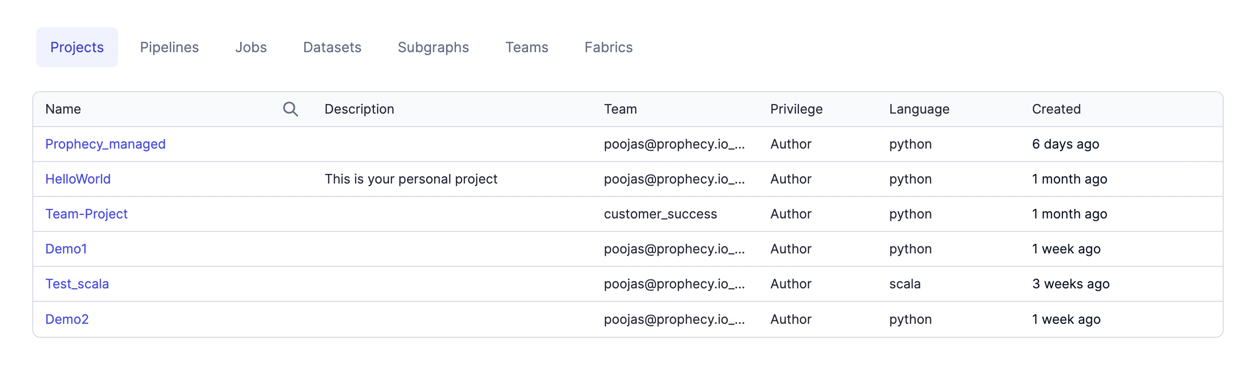 Projects Pipelines Jobs Datasets Subgraphs Teams Fabrics
Name Description Team Privilege Language Created
Prophecy_managed poojas@prophecy.io_... Author python 6 days ago
HelloWorld This is your personal project poojas@prophecy.io_... Author python 1 month ago
Team-Project customer_success Author python 1 month ago
Demo1 poojas@prophecy.io_... Author python 1 week ago
Test_scala poojas@prophecy.io_... Author scala 3 weeks ago
Demo2 poojas@prophecy.io_... Author python 1 week ago